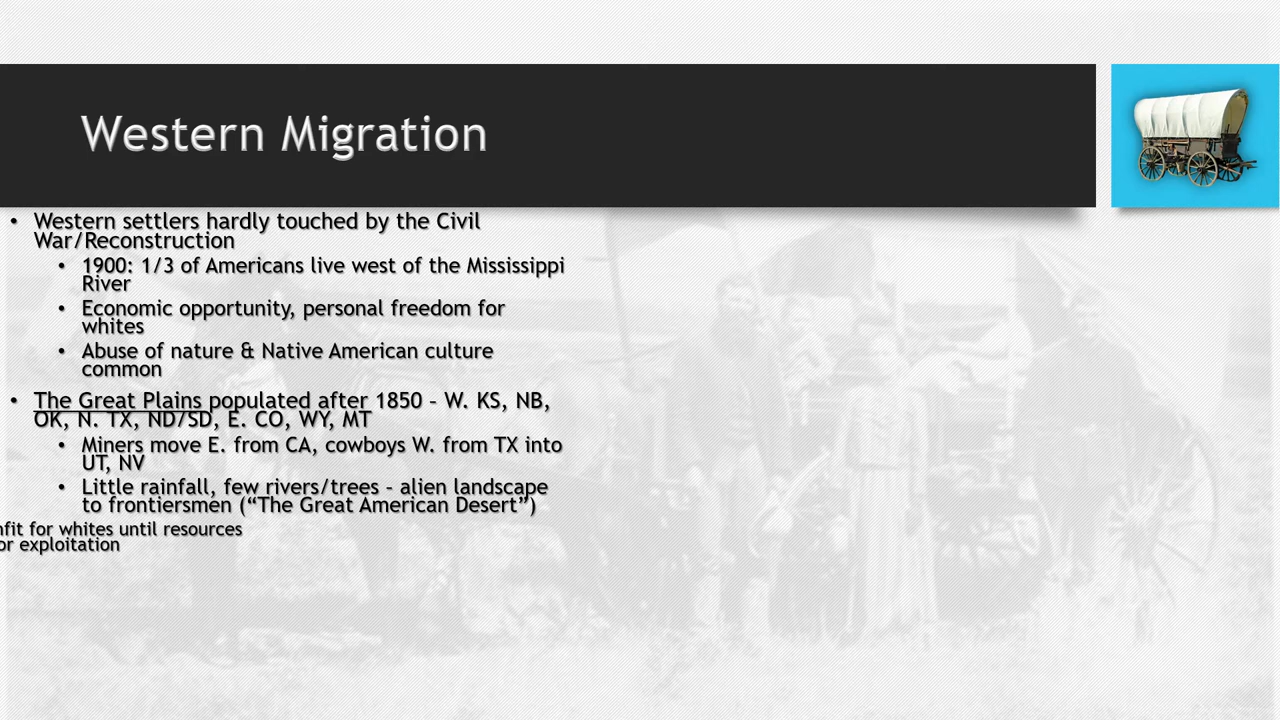 Western Migration
• Western settlers hardly touched by the Civil
War/Reconstruction
• 1900: 1/3 of Americans live west of the Mississippi
River
• Economic opportunity, personal freedom for
whites
• Abuse of nature & Native American culture
common
• The Great Plains populated after 1850 – W. KS, NB,
OK, N. TX, ND/SD, E. CO, WY, MT
• Miners move E. from CA, cowboys W. from TX into
UT, NV
• Little rainfall, few rivers/trees – alien landscape
to frontiersmen (“The Great American Desert”)
for whites until resources
exploitation